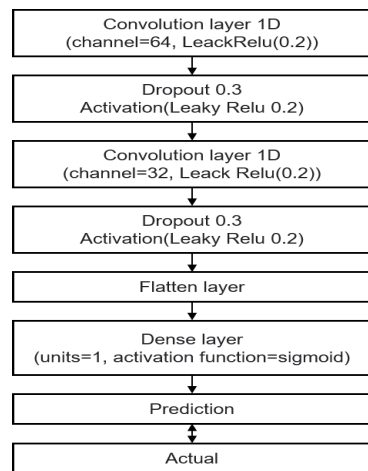 Convolution layer 1D
(channel=64, LeackRelu(0.2))
Dropout 0.3
Activation(Leaky Relu 0.2)
Convolution layer 1D
(channel=32, Leack Relu(0.2))
Dropout 0.3
Activation(Leaky Relu 0.2)
Flatten layer
Dense layer
(units=1, activation function=sigmoid)
Prediction
Actual